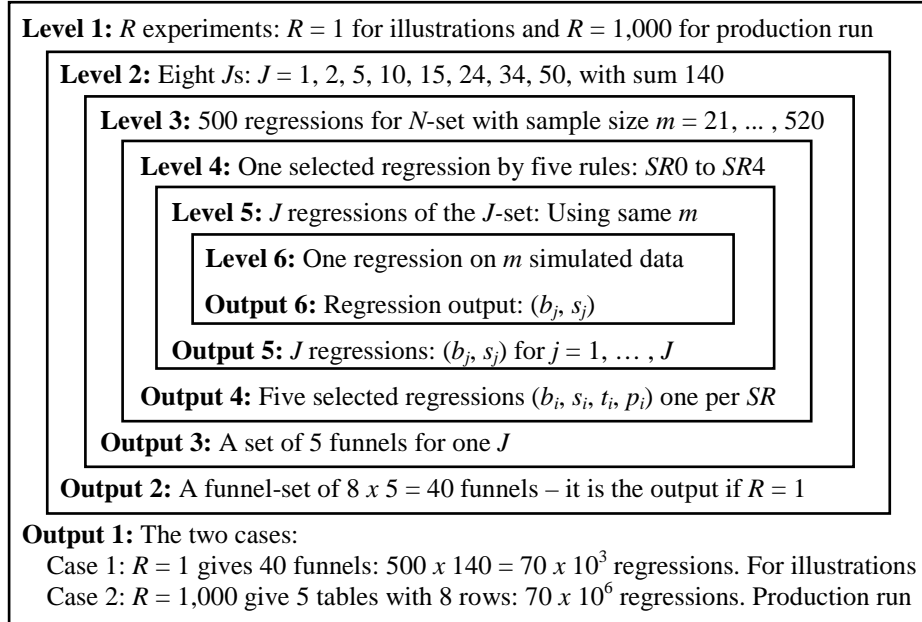 Level 1: R experiments: R = 1 for illustrations and R = 1,000 for production run
Level 2: Eight Js: J = 1, 2, 5, 10, 15, 24, 34, 50, with sum 140
Level 3: 500 regressions for N-set with sample size m = 21, ... , 520
Level 4: One selected regression by five rules: SR0 to SR4
Level 5: J regressions of the J-set: Using same m
Level 6: One regression on m simulated data
Output 6: Regression output: (bj, sj)
Output 5: J regressions: (bj, sj) for j = 1, … , J
Output 4: Five selected regressions (bi, si, ti, pi) one per SR
Output 3: A set of 5 funnels for one J
Output 2: A funnel-set of 8 x 5 = 40 funnels – it is the output if R = 1
Output 1: The two cases:
Case 1: R = 1 gives 40 funnels: 500 x 140 = 70 x 10³ regressions. For illustrations
Case 2: R = 1,000 give 5 tables with 8 rows: 70 x 10⁶ regressions. Production run